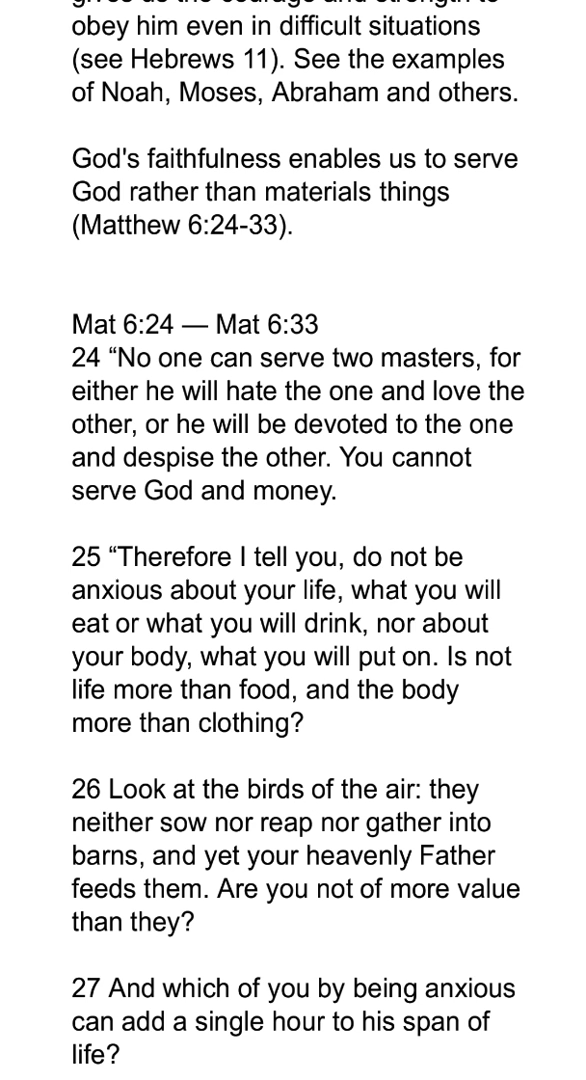 gives us the courage and strength to
obey him even in difficult situations
(see Hebrews 11). See the examples
of Noah, Moses, Abraham and others.
God's faithfulness enables us to serve
God rather than materials things
(Matthew 6:24-33).
Mat 6:24 — Mat 6:33
24 “No one can serve two masters, for
either he will hate the one and love the
other, or he will be devoted to the one
and despise the other. You cannot
serve God and money.
25 “Therefore I tell you, do not be
anxious about your life, what you will
eat or what you will drink, nor about
your body, what you will put on. Is not
life more than food, and the body
more than clothing?
26 Look at the birds of the air: they
neither sow nor reap nor gather into
barns, and yet your heavenly Father
feeds them. Are you not of more value
than they?
27 And which of you by being anxious
can add a single hour to his span of
life?